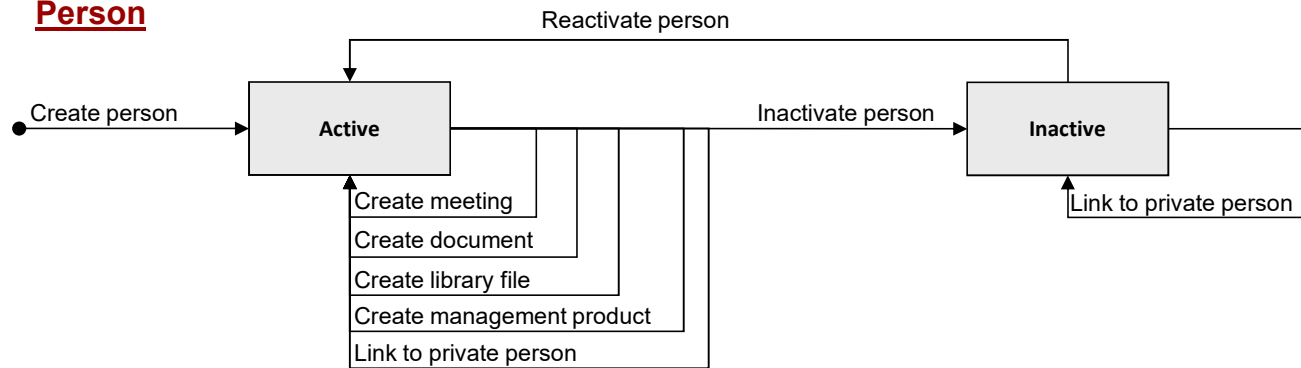 Person
Reactivate person
Create person
Active
Inactivate person
Inactive
Create meeting
Link to private person
Create document
Create library file
Create management product
Link to private person